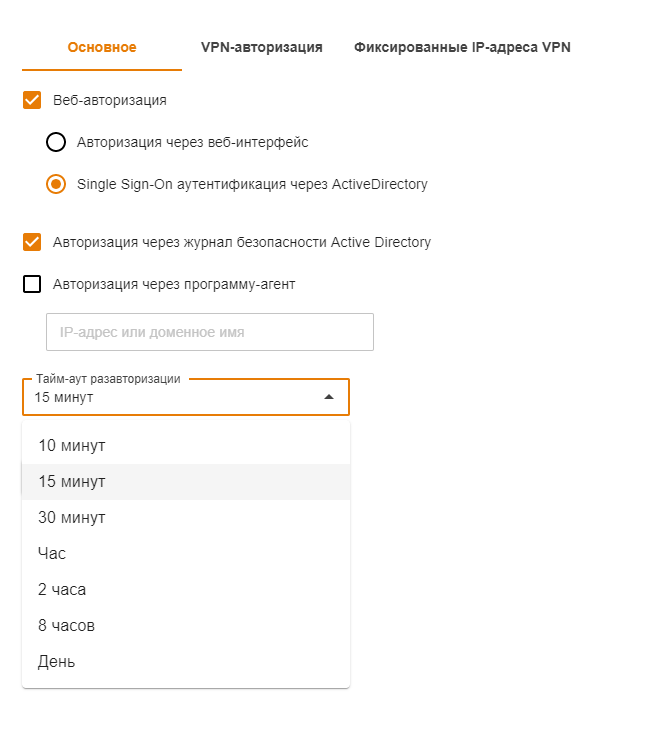 Основное VPN-авторизация Фиксированные IP-адреса VPN
Веб-авторизация
Авторизация через веб-интерфейс
Single Sign-On аутентификация через ActiveDirectory
Авторизация через журнал безопасности Active Directory
Авторизация через программу-агент
IP-адрес или доменное имя
Тайм-аут разавторизации
15 минут
10 минут
15 минут
30 минут
Час
2 часа
8 часов
День